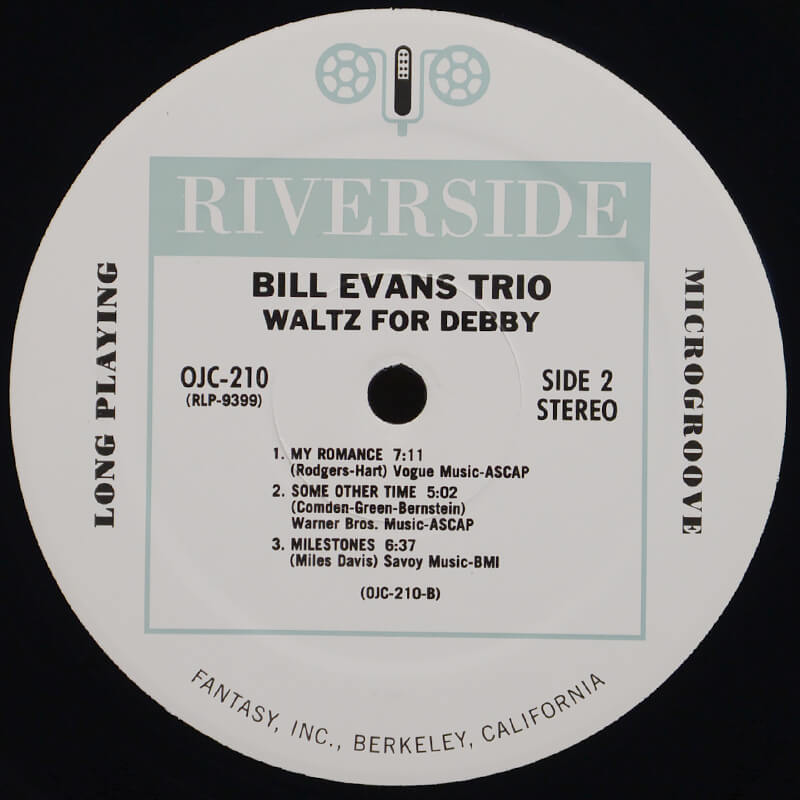 RIVERSIDE
BILL EVANS TRIO
WALTZ FOR DEBBY
LONG PLAYING
MICROGROOVE
OJC-210
(RLP-9399)
SIDE 2
STEREO
1. MY ROMANCE 7:11
(Rodgers-Hart) Vogue Music-ASCAP
2. SOME OTHER TIME 5:02
(Comden-Green-Bernstein)
Warner Bros. Music-ASCAP
3. MILESTONES 6:37
(Miles Davis) Savoy Music-BMI
(OJC-210-B)
FANTASY, INC., BERKELEY, CALIFORNIA